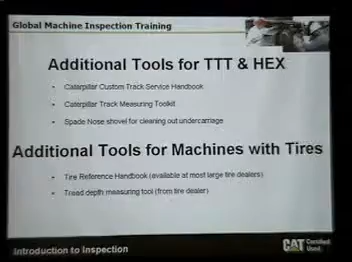 Global Machine Inspection Training
Additional Tools for TTT & HEX
• Caterpillar Custom Track Service Handbook
• Caterpillar Track Measuring Toolkit
• Spade Nose shovel for cleaning out undercarriage
Additional Tools for Machines with Tires
• Tire Reference Handbook (available at most large tire dealers)
• Tread depth measuring tool (from tire dealer)
Introduction to Inspection
CAT Certified
Used